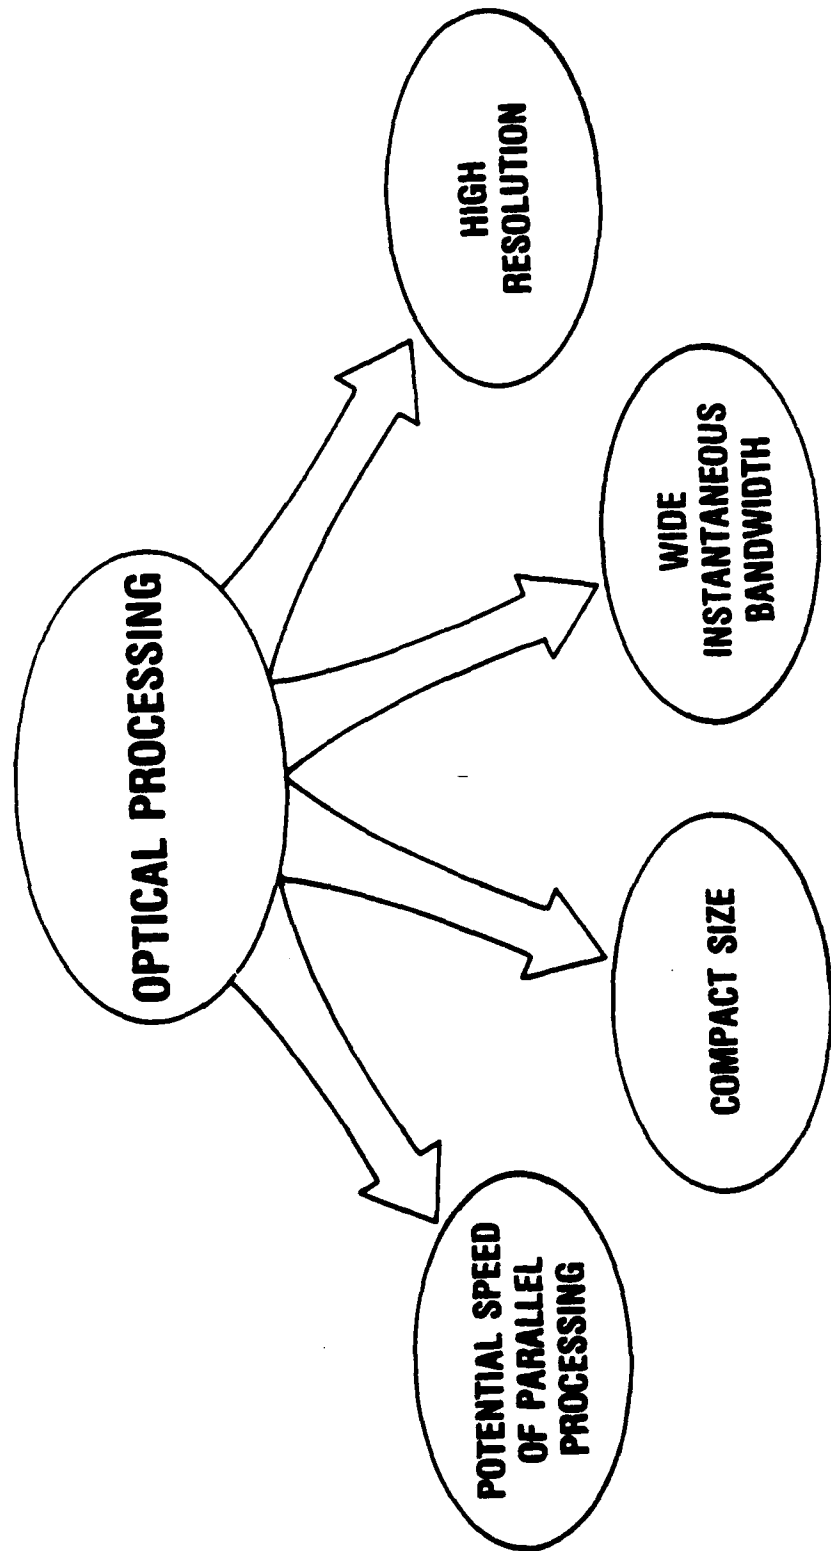 OPTICAL PROCESSING
POTENTIAL SPEED
OF PARALLEL
PROCESSING
COMPACT SIZE
WIDE
INSTANTANEOUS
BANDWIDTH
HIGH
RESOLUTION